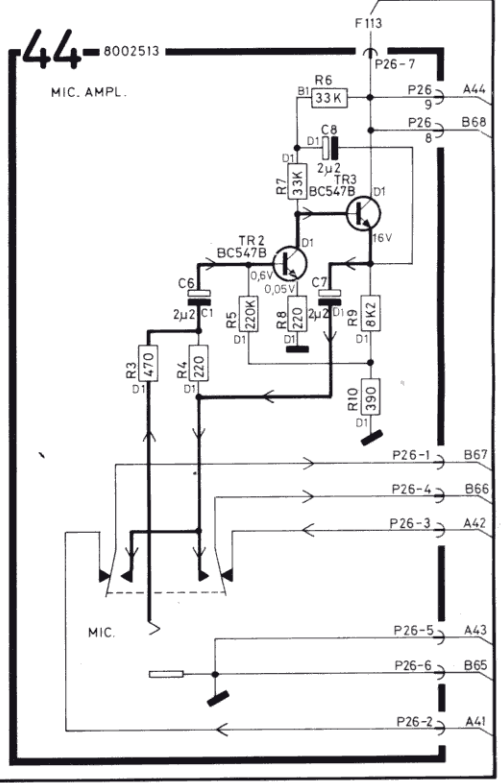 F113
44 8002513
P26-7
MIC. AMPL.
R6
B1 33K
P26 9 A44
P26 8 B68
C8
D1
2µ2
D1
R7 33K
TR3
BC547B
D1
16V
TR2
BC547B
D1
0,6V
0,05V
C6
2µ2 C1
C7
2µ2 D1
R5 220K D1
R8 220 D1
R9 8K2 D1
R3 470 D1
R4 220 D1
R10 390 D1
P26-1 B67
P26-4 B66
P26-3 A42
MIC.
P26-5 A43
P26-6 B65
P26-2 A41